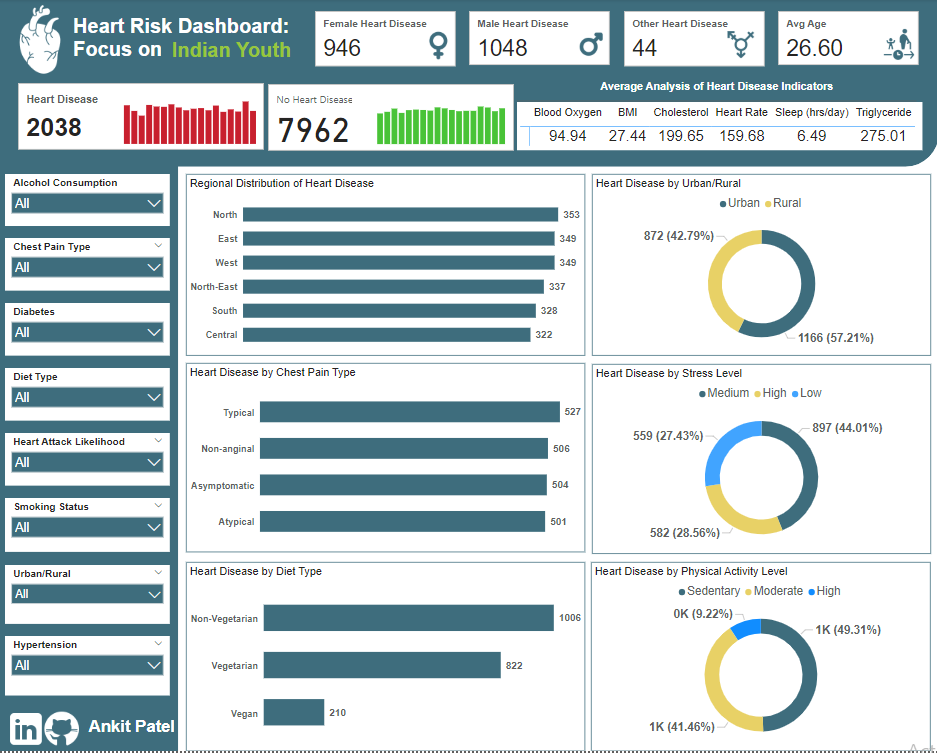 Heart Risk Dashboard:
Focus on Indian Youth
Female Heart Disease
946
Male Heart Disease
1048
Other Heart Disease
44
Avg Age
26.60
Heart Disease
2038
No Heart Disease
7962
Average Analysis of Heart Disease Indicators
Blood Oxygen BMI Cholesterol Heart Rate Sleep (hrs/day) Triglyceride
94.94 27.44 199.65 159.68 6.49 275.01
Alcohol Consumption
All
Chest Pain Type
All
Diabetes
All
Diet Type
All
Heart Attack Likelihood
All
Smoking Status
All
Urban/Rural
All
Hypertension
All
in
Ankit Patel
Regional Distribution of Heart Disease
North 353
East 349
West 349
North-East 337
South 328
Central 322
Heart Disease by Urban/Rural
Urban Rural
872 (42.79%)
1166 (57.21%)
Heart Disease by Chest Pain Type
Typical 527
Non-anginal 506
Asymptomatic 504
Atypical 501
Heart Disease by Stress Level
Medium High Low
559 (27.43%)
897 (44.01%)
582 (28.56%)
Heart Disease by Diet Type
Non-Vegetarian 1006
Vegetarian 822
Vegan 210
Heart Disease by Physical Activity Level
Sedentary Moderate High
0K (9.22%)
1K (49.31%)
1K (41.46%)